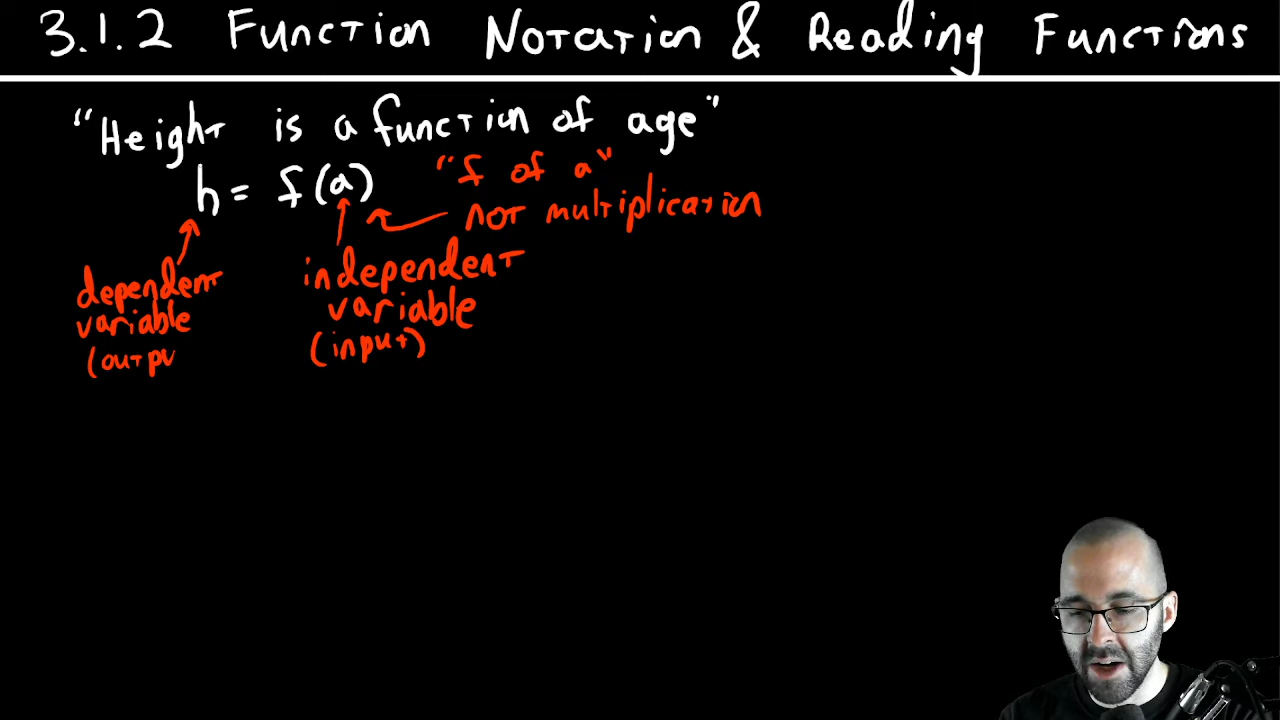 3.1.2 Function Notation & Reading Functions
"Height is a function of age"
h = f(a) "f of a"
not multiplication
dependent
variable
(outpu
independent
variable
(input)